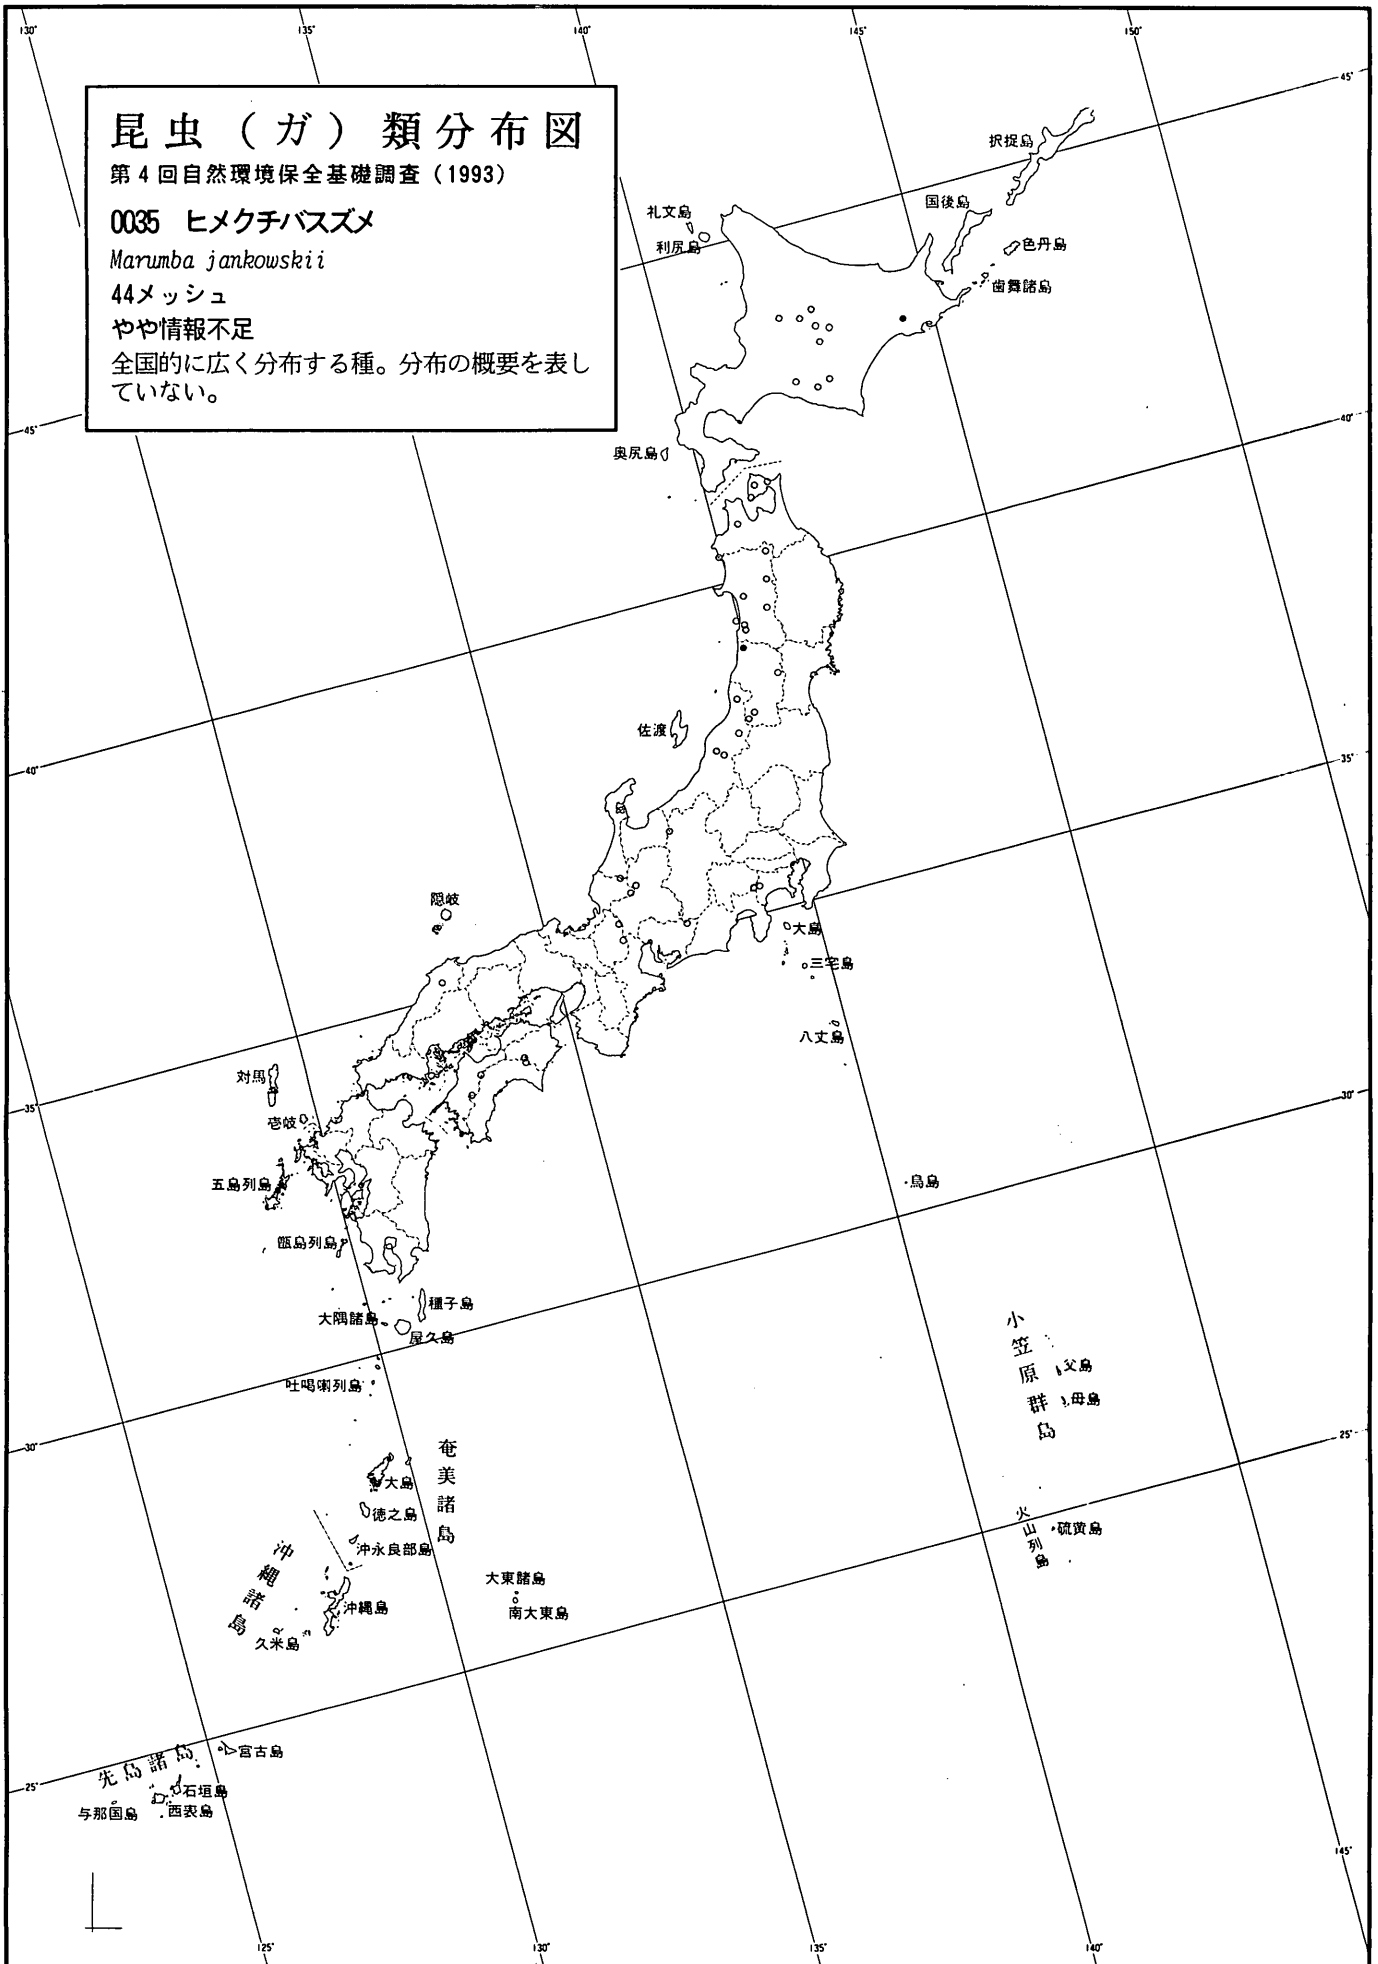 130°
135°
140°
145°
150°
45°
昆虫（ガ）類分布図
第4回自然環境保全基礎調査（1993）
0035 ヒメクチバスズメ
Marumba jankowskii
44メッシュ
やや情報不足
全国的に広く分布する種。分布の概要を表し
ていない。
択捉島
礼文島
国後島
利尻島
色丹島
歯舞諸島
45°
40°
奥尻島
佐渡
40°
35°
隠岐
大島
三宅島
八丈島
対馬
35°
壱岐
30°
五島列島
鳥島
甑島列島
種子島
大隅諸島
屋久島
小笠原群島
父島
吐噶喇列島
母島
30°
25°
奄美諸島
大島
徳之島
火山列島
硫黄島
沖永良部島
沖縄諸島
大東諸島
沖縄島
南大東島
久米島
先島諸島
宮古島
25°
石垣島
与那国島
西表島
145°
125°
130°
135°
140°